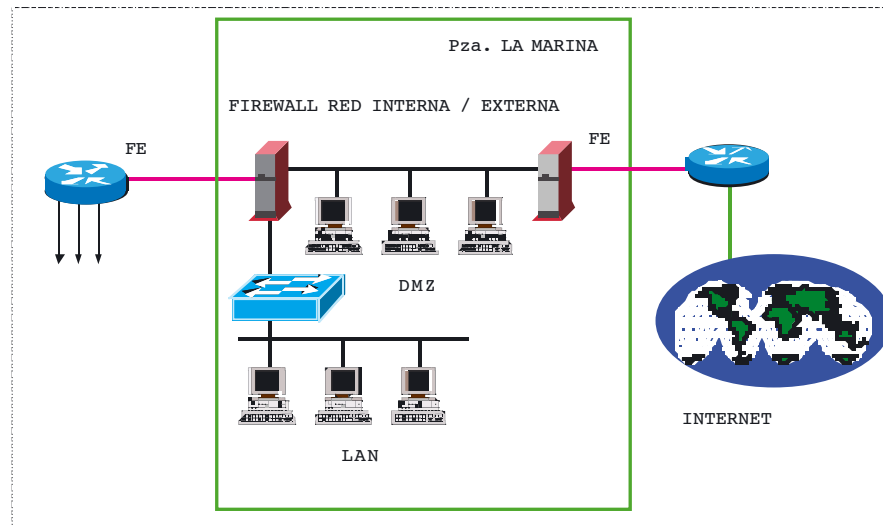 Pza. LA MARINA
FIREWALL RED INTERNA / EXTERNA
FE
FE
DMZ
LAN
INTERNET